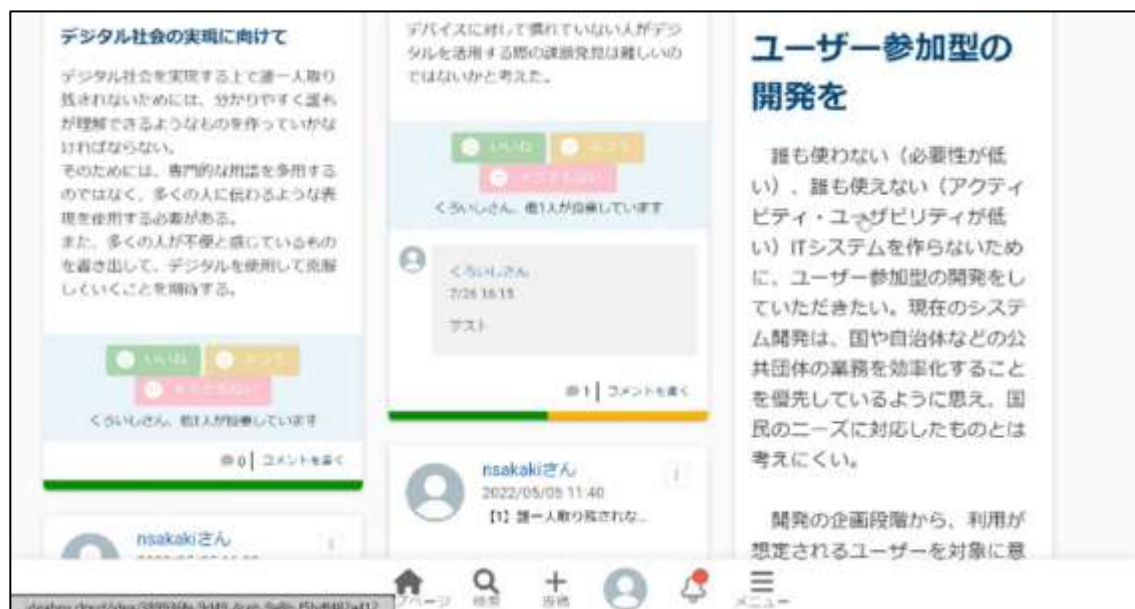 デジタル社会の実現に向けて
デジタル社会を実現する上で誰一人取り
残されないためには、分かりやすく誰も
が理解できるようなものを作っていかな
ければならない。
そのためには、専門的な用語を多用する
のではなく、多くの人に伝わるような表
現を使用する必要がある。
また、多くの人が不便と感じているもの
を書き出して、デジタルを使用して克服
していくことを期待する。
いいね
ふつう
くろいしさん、他1人が投票しています
0 コメントを書く
nsakakiさん
デバイスに対して慣れていない人がデジ
タルを活用する際の課題発見は難しいの
ではないかと考えた。
いいね
ふつう
くろいしさん、他1人が投票しています
くろいしさん
7/26 16:15
テスト
1 コメントを書く
nsakakiさん
2022/05/05 11:40
【1】誰一人取り残されな...
ユーザー参加型の
開発を
誰も使わない（必要性が低
い）、誰も使えない（アクティ
ビティ・ユーザビリティが低
い）ITシステムを作らないため
に、ユーザー参加型の開発をし
ていただきたい。現在のシステ
ム開発は、国や自治体などの公
共団体の業務を効率化すること
を優先しているように思え、国
民のニーズに対応したものとは
考えにくい。
開発の企画段階から、利用が
想定されるユーザーを対象に意
検索
投稿
メニュー